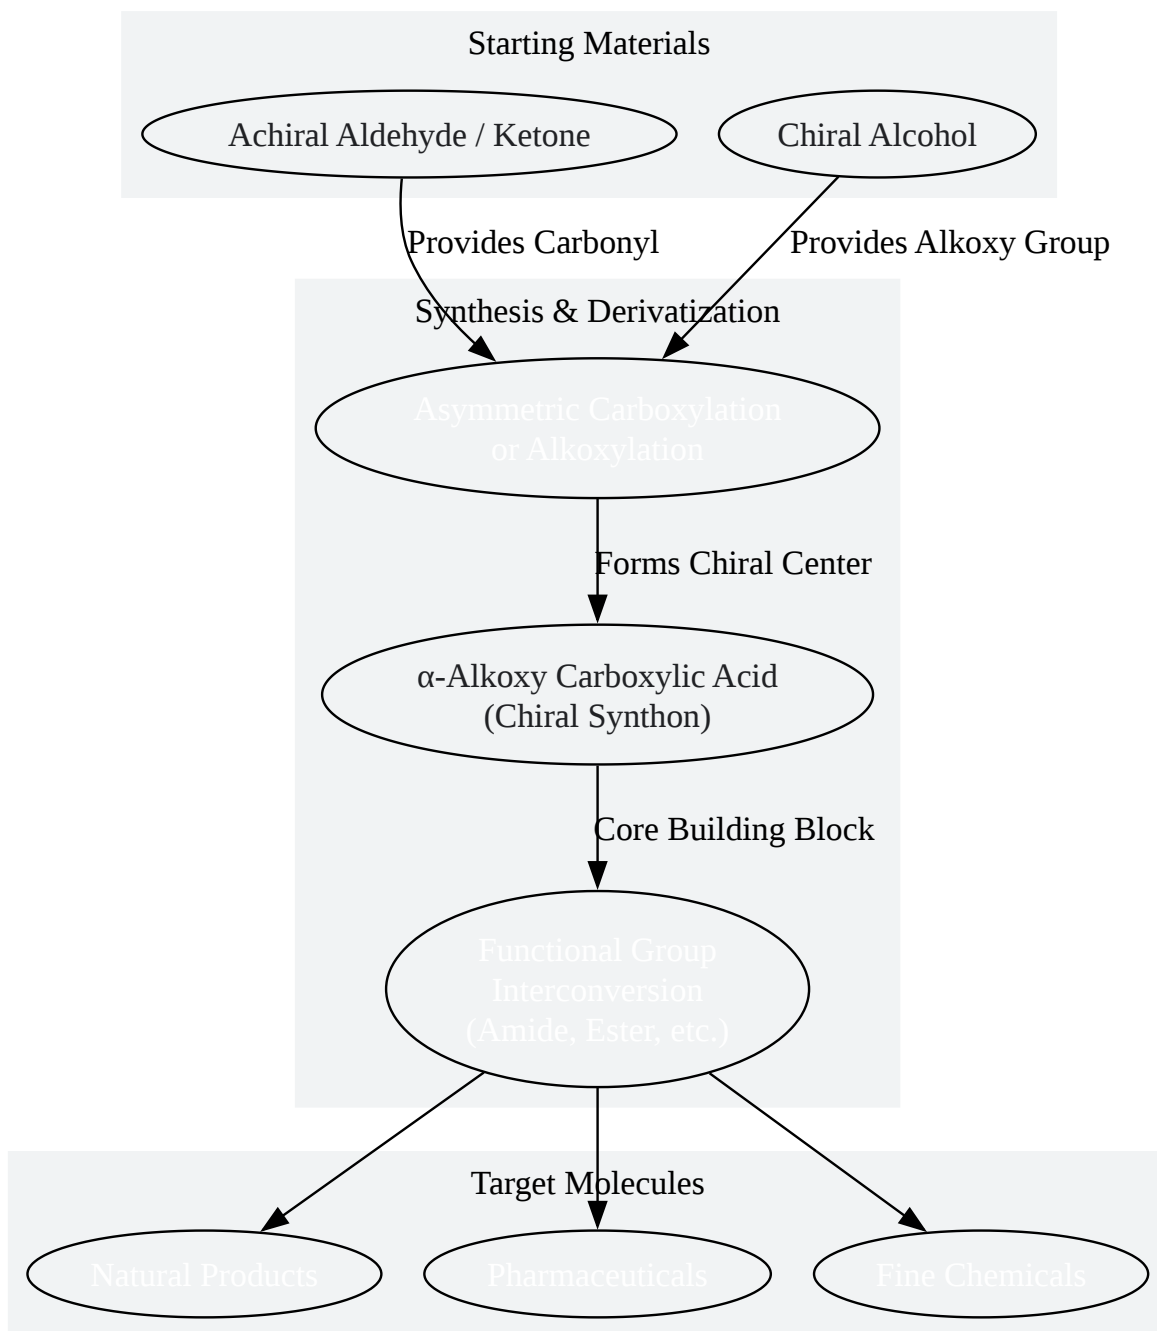 Starting Materials
Achiral Aldehyde / Ketone
Chiral Alcohol
Provides Carbonyl
Provides Alkoxy Group
Synthesis & Derivatization
Asymmetric Carboxylation
or Alkoxylation
Forms Chiral Center
α-Alkoxy Carboxylic Acid
(Chiral Synthon)
Core Building Block
Functional Group
Interconversion
(Amide, Ester, etc.)
Target Molecules
Natural Products
Pharmaceuticals
Fine Chemicals